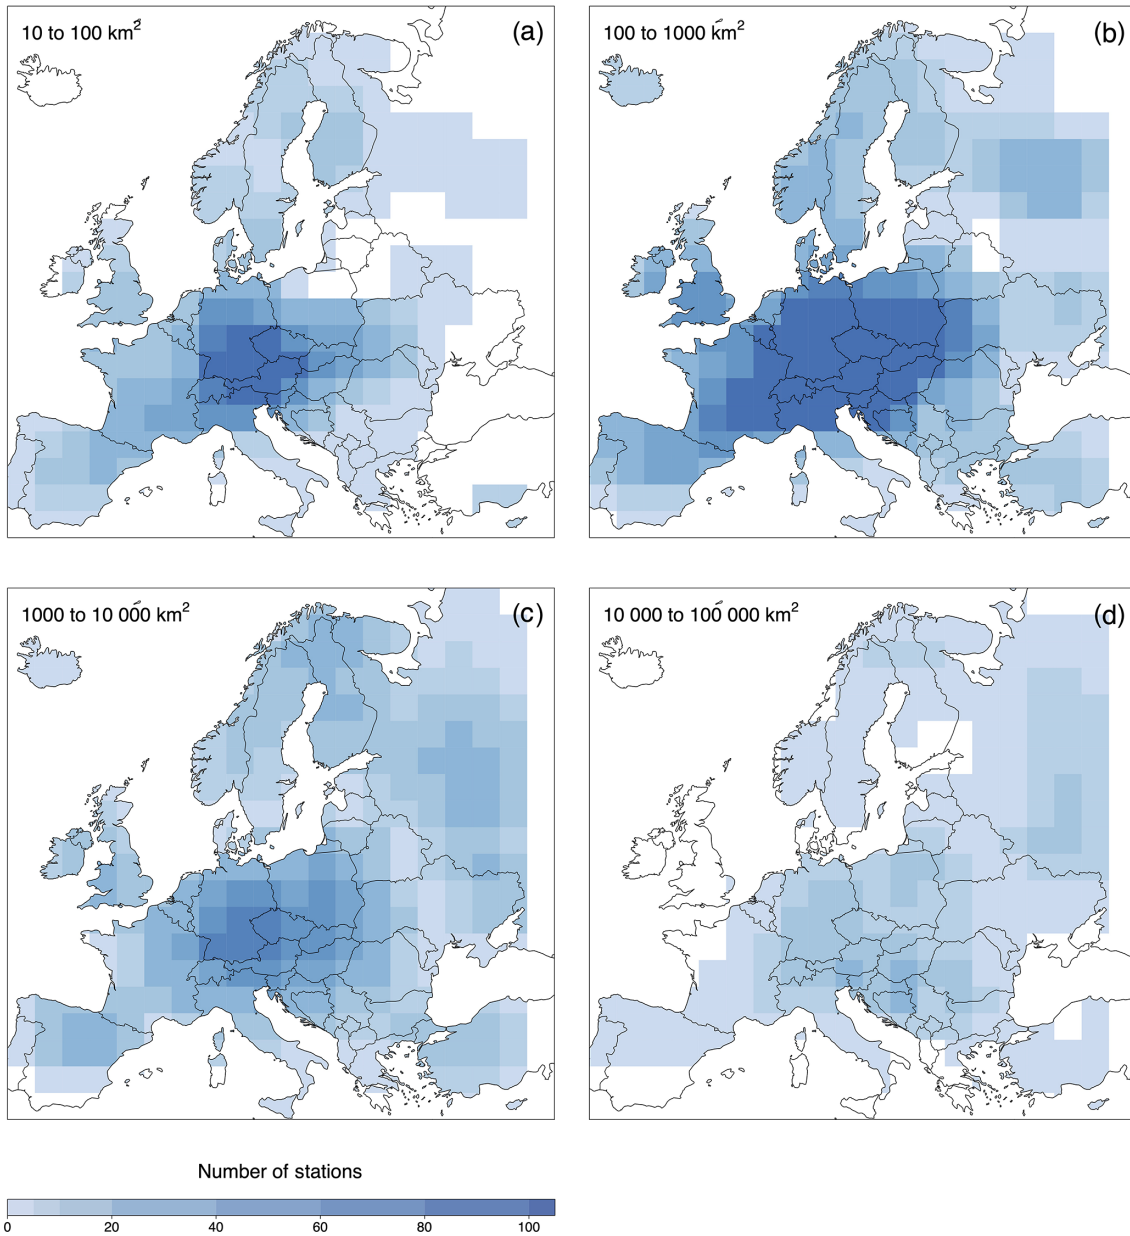 10 to 100 km²
(a)
100 to 1000 km²
(b)
1000 to 10 000 km²
(c)
10 000 to 100 000 km²
(d)
Number of stations
0 20 40 60 80 100